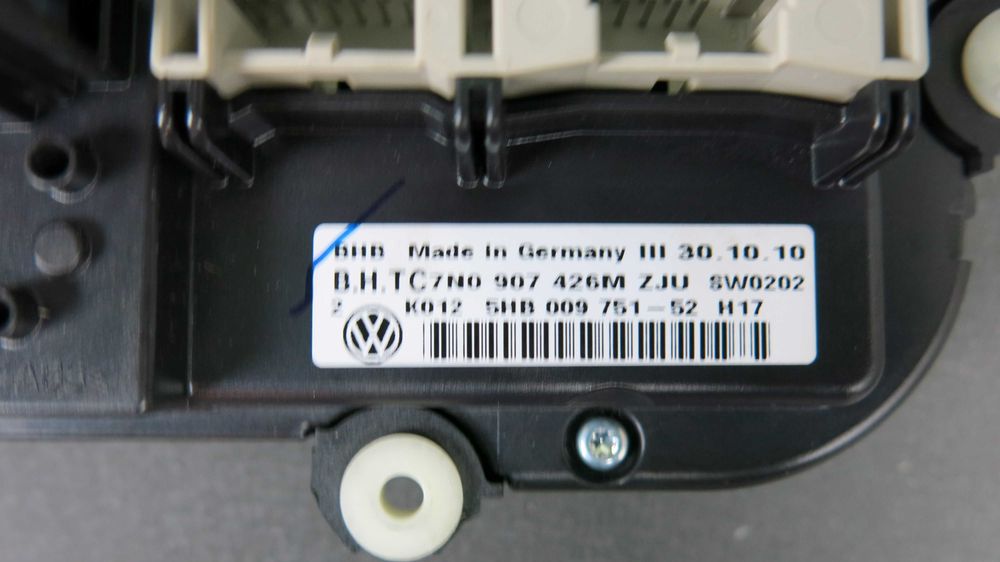 BHB Made in Germany III 30.10.10
B.H.TC7N0 907 426M ZJU SW0202
2 K012 5HB 009 751-52 H17